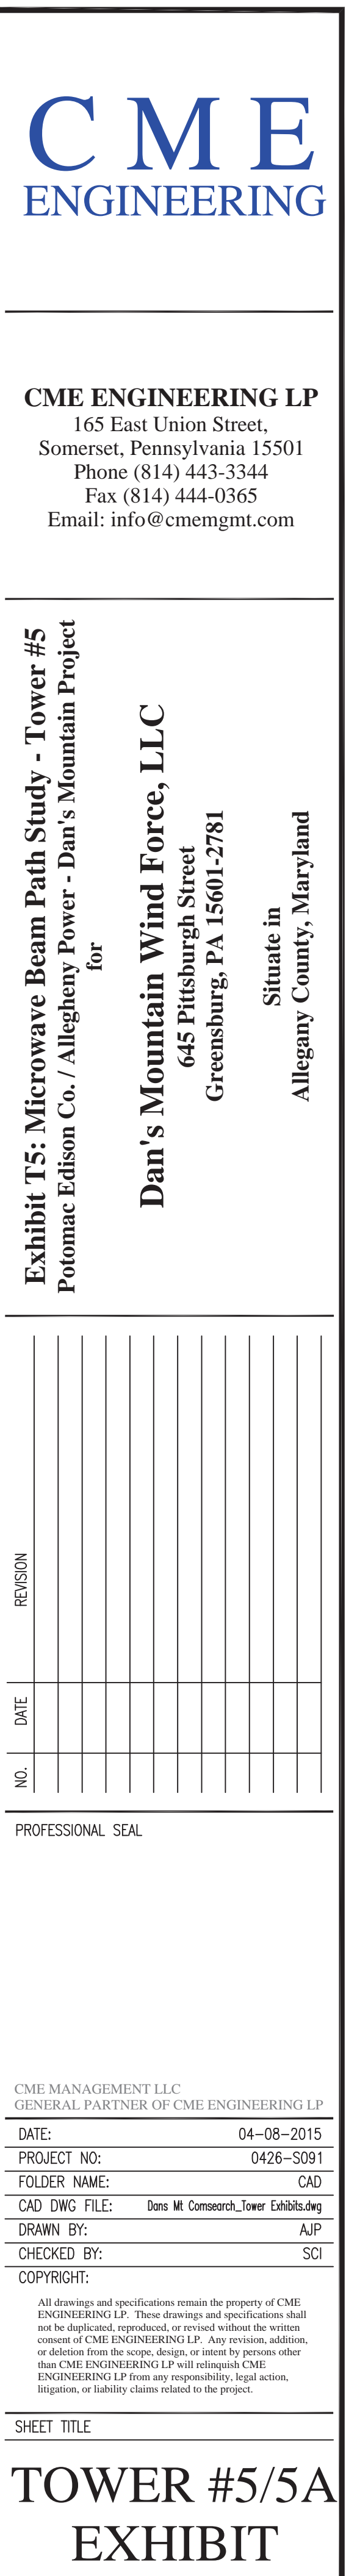 C M E
ENGINEERING
CME ENGINEERING LP
165 East Union Street,
Somerset, Pennsylvania 15501
Phone (814) 443-3344
Fax (814) 444-0365
Email: info@cmemgmt.com
Exhibit T5: Microwave Beam Path Study - Tower #5
Potomac Edison Co. / Allegheny Power - Dan's Mountain Project
for
Dan's Mountain Wind Force, LLC
645 Pittsburgh Street
Greensburg, PA 15601-2781
Situate in
Allegany County, Maryland
NO. DATE REVISION
PROFESSIONAL SEAL
CME MANAGEMENT LLC
GENERAL PARTNER OF CME ENGINEERING LP
DATE: 04-08-2015
PROJECT NO: 0426-S091
FOLDER NAME: CAD
CAD DWG FILE: Dans Mt Comsearch_Tower Exhibits.dwg
DRAWN BY: AJP
CHECKED BY: SCI
COPYRIGHT:
All drawings and specifications remain the property of CME
ENGINEERING LP. These drawings and specifications shall
not be duplicated, reproduced, or revised without the written
consent of CME ENGINEERING LP. Any revision, addition,
or deletion from the scope, design, or intent by persons other
than CME ENGINEERING LP will relinquish CME
ENGINEERING LP from any responsibility, legal action,
litigation, or liability claims related to the project.
SHEET TITLE
TOWER #5/5A
EXHIBIT